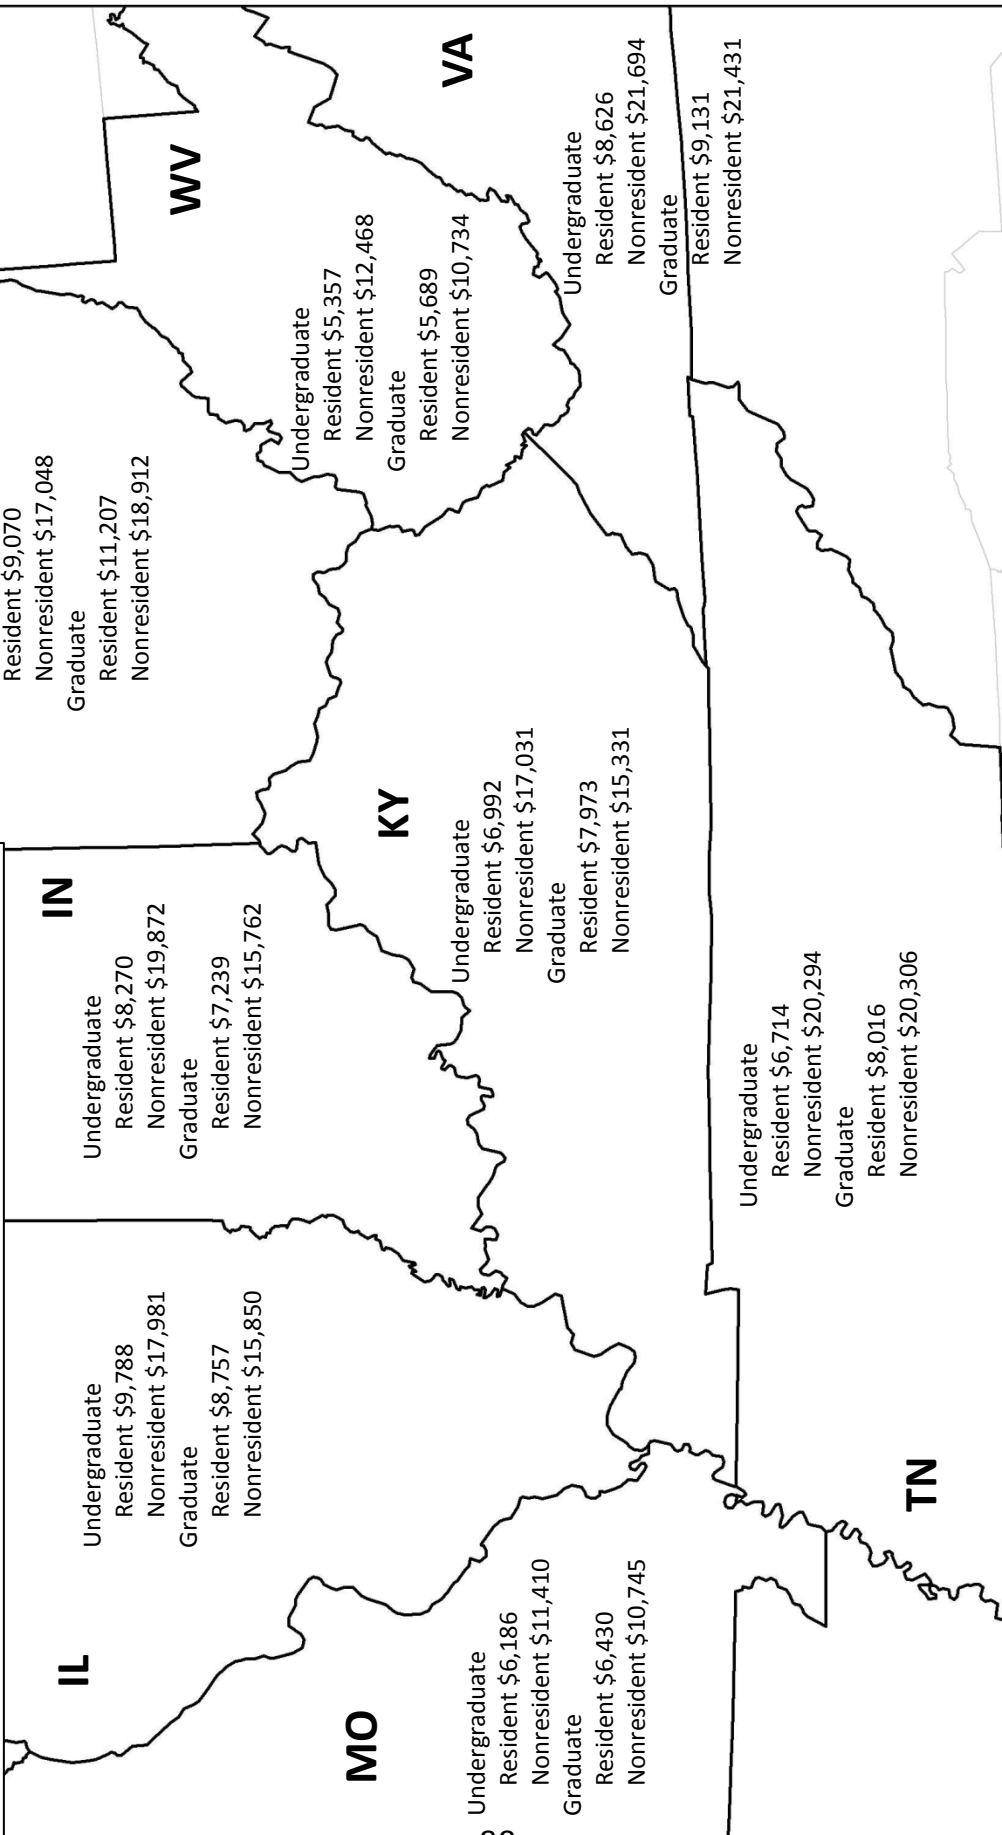 IL
Undergraduate
Resident $9,788
Nonresident $17,981
Graduate
Resident $8,757
Nonresident $15,850
IN
Undergraduate
Resident $8,270
Nonresident $19,872
Graduate
Resident $7,239
Nonresident $15,762
Resident $9,070
Nonresident $17,048
Graduate
Resident $11,207
Nonresident $18,912
WV
Undergraduate
Resident $5,357
Nonresident $12,468
Graduate
Resident $5,689
Nonresident $10,734
MO
Undergraduate
Resident $6,186
Nonresident $11,410
Graduate
Resident $6,430
Nonresident $10,745
KY
Undergraduate
Resident $6,992
Nonresident $17,031
Graduate
Resident $7,973
Nonresident $15,331
VA
Undergraduate
Resident $8,626
Nonresident $21,694
Graduate
Resident $9,131
Nonresident $21,431
TN
Undergraduate
Resident $6,714
Nonresident $20,294
Graduate
Resident $8,016
Nonresident $20,306